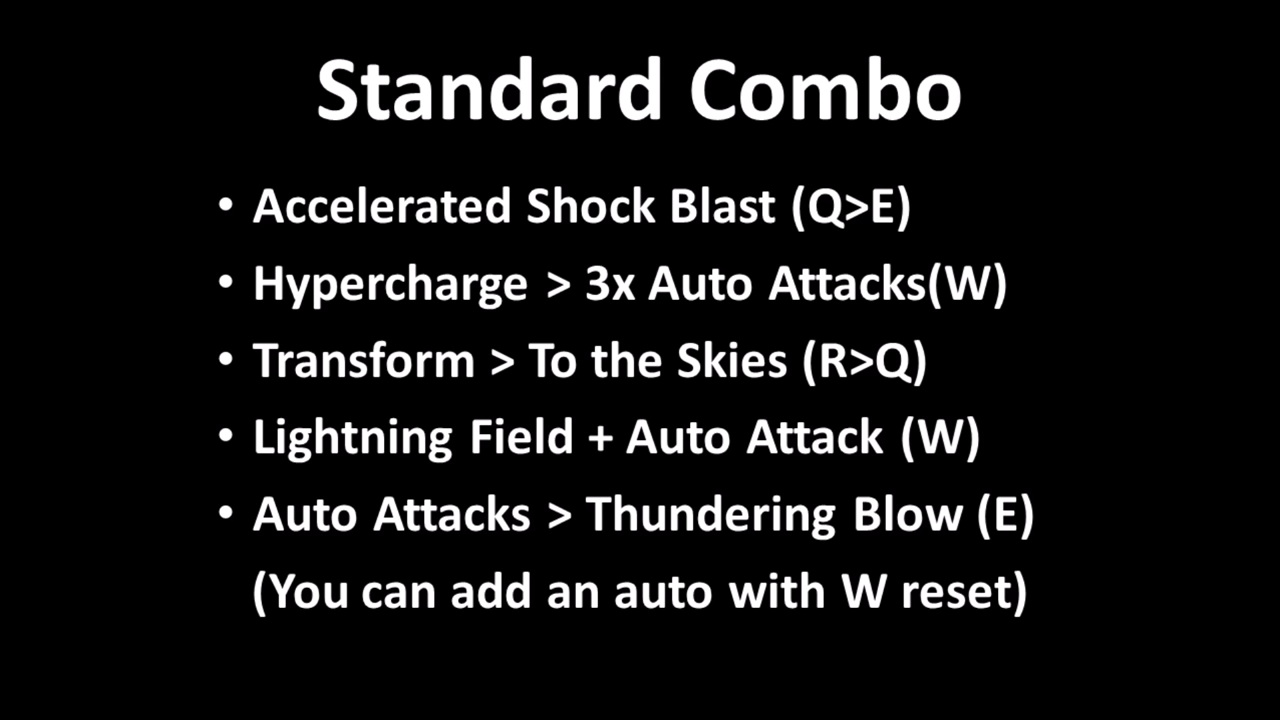 Standard Combo
• Accelerated Shock Blast (Q>E)
• Hypercharge > 3x Auto Attacks(W)
• Transform > To the Skies (R>Q)
• Lightning Field + Auto Attack (W)
• Auto Attacks > Thundering Blow (E)
(You can add an auto with W reset)